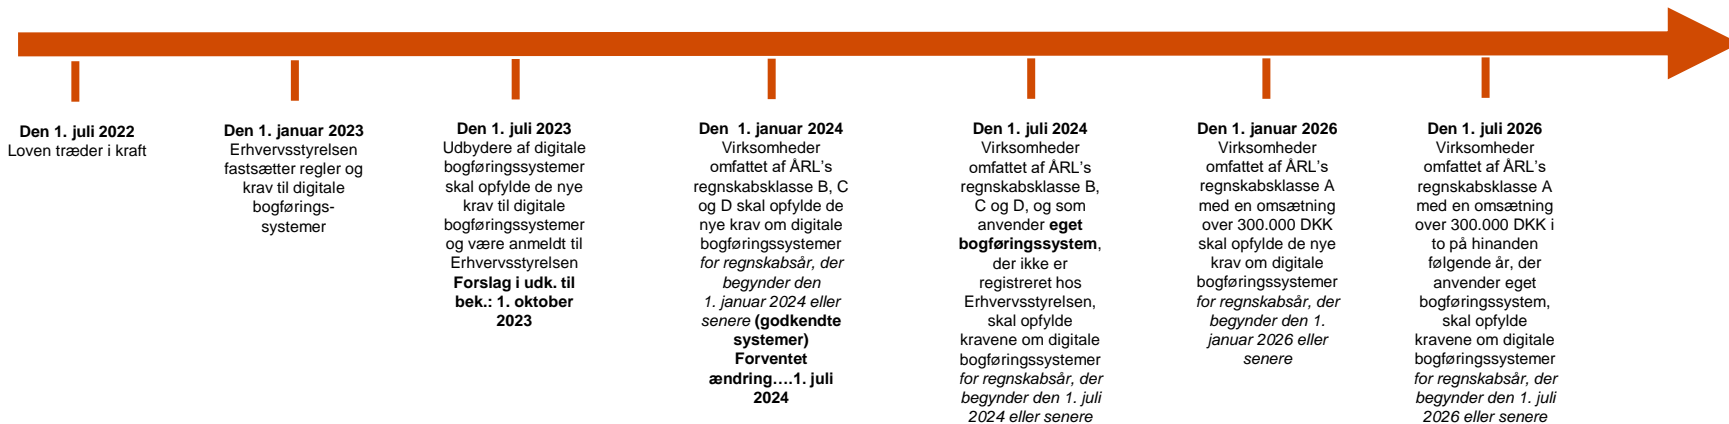 Den 1. juli 2022
Loven træder i kraft
Den 1. januar 2023
Erhvervsstyrelsen
fastsætter regler og
krav til digitale
bogførings-
systemer
Den 1. juli 2023
Udbydere af digitale
bogføringssystemer
skal opfylde de nye
krav til digitale
bogføringssystemer
og være anmeldt til
Erhvervsstyrelsen
Forslag i udk. til
bek.: 1. oktober
2023
Den 1. januar 2024
Virksomheder
omfattet af ÅRL’s
regnskabsklasse B, C
og D skal opfylde de
nye krav om digitale
bogføringssystemer
for regnskabsår, der
begynder den
1. januar 2024 eller
senere (godkendte
systemer)
Forventet
ændring….1. juli
2024
Den 1. juli 2024
Virksomheder
omfattet af ÅRL’s
regnskabsklasse B,
C og D, og som
anvender eget
bogføringssystem,
der ikke er
registreret hos
Erhvervsstyrelsen,
skal opfylde
kravene om digitale
bogføringssystemer
for regnskabsår, der
begynder den 1. juli
2024 eller senere
Den 1. januar 2026
Virksomheder
omfattet af ÅRL’s
regnskabsklasse A
med en omsætning
over 300.000 DKK
skal opfylde de nye
krav om digitale
bogføringssystemer
for regnskabsår, der
begynder den 1.
januar 2026 eller
senere
Den 1. juli 2026
Virksomheder
omfattet af ÅRL’s
regnskabsklasse A
med en omsætning
over 300.000 DKK i
to på hinanden
følgende år, der
anvender eget
bogføringssystem,
skal opfylde
kravene om digitale
bogføringssystemer
for regnskabsår, der
begynder den 1. juli
2026 eller senere